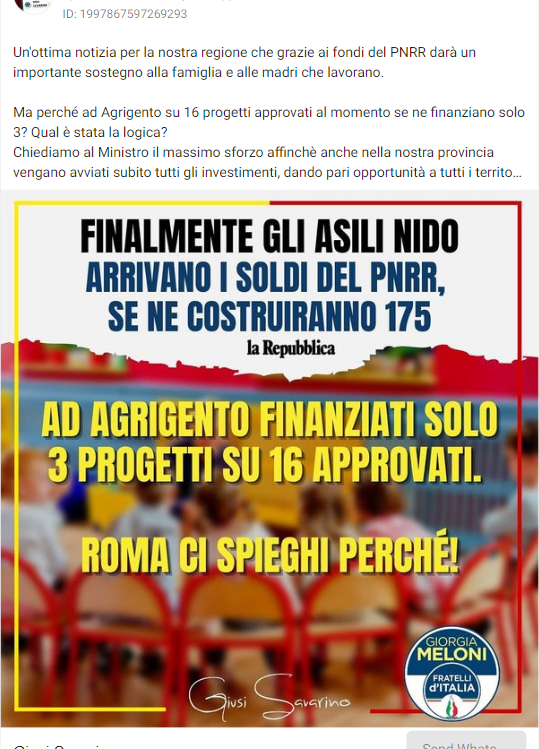 ID: 1997867597269293
Un'ottima notizia per la nostra regione che grazie ai fondi del PNRR darà un
importante sostegno alla famiglia e alle madri che lavorano.
Ma perché ad Agrigento su 16 progetti approvati al momento se ne finanziano solo
3? Qual è stata la logica?
Chiediamo al Ministro il massimo sforzo affinchè anche nella nostra provincia
vengano avviati subito tutti gli investimenti, dando pari opportunità a tutti i territo...
FINALMENTE GLI ASILI NIDO
ARRIVANO I SOLDI DEL PNRR,
SE NE COSTRUIRANNO 175
la Repubblica
AD AGRIGENTO FINANZIATI SOLO
3 PROGETTI SU 16 APPROVATI.
ROMA CI SPIEGHI PERCHÉ!
GIORGIA
MELONI
FRATELLI
d'ITALIA
Giusi Savarino
Giusi Savarino
Send Whats